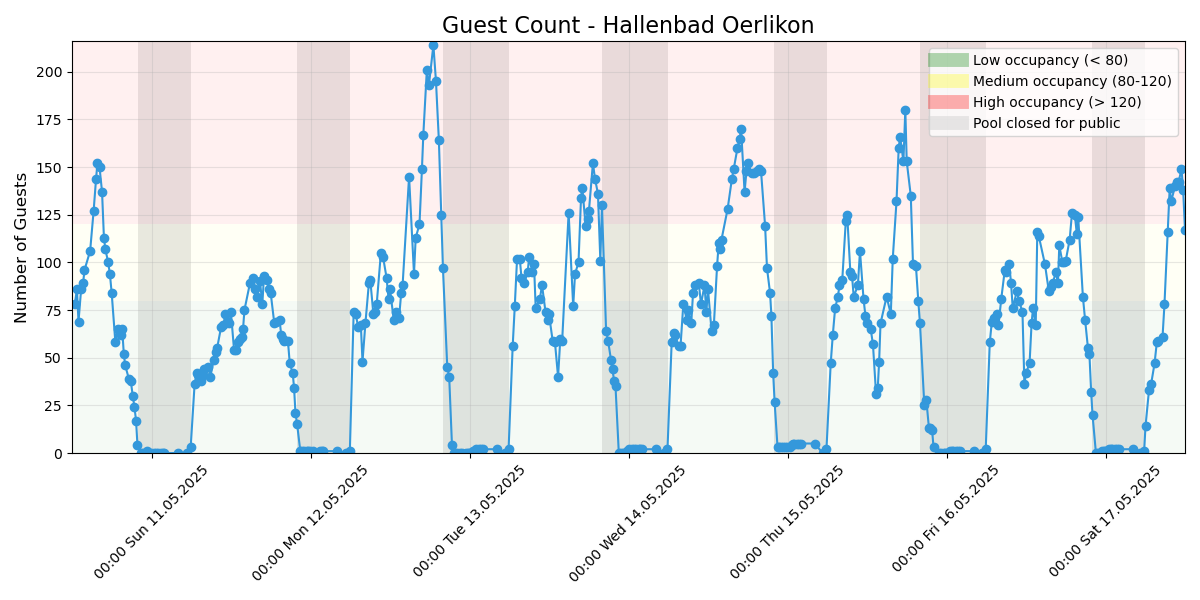 Guest Count - Hallenbad Oerlikon
Number of Guests
200
175
150
125
100
75
50
25
0
Low occupancy (< 80)
Medium occupancy (80-120)
High occupancy (> 120)
Pool closed for public
00:00 Sun 11.05.2025
00:00 Mon 12.05.2025
00:00 Tue 13.05.2025
00:00 Wed 14.05.2025
00:00 Thu 15.05.2025
00:00 Fri 16.05.2025
00:00 Sat 17.05.2025